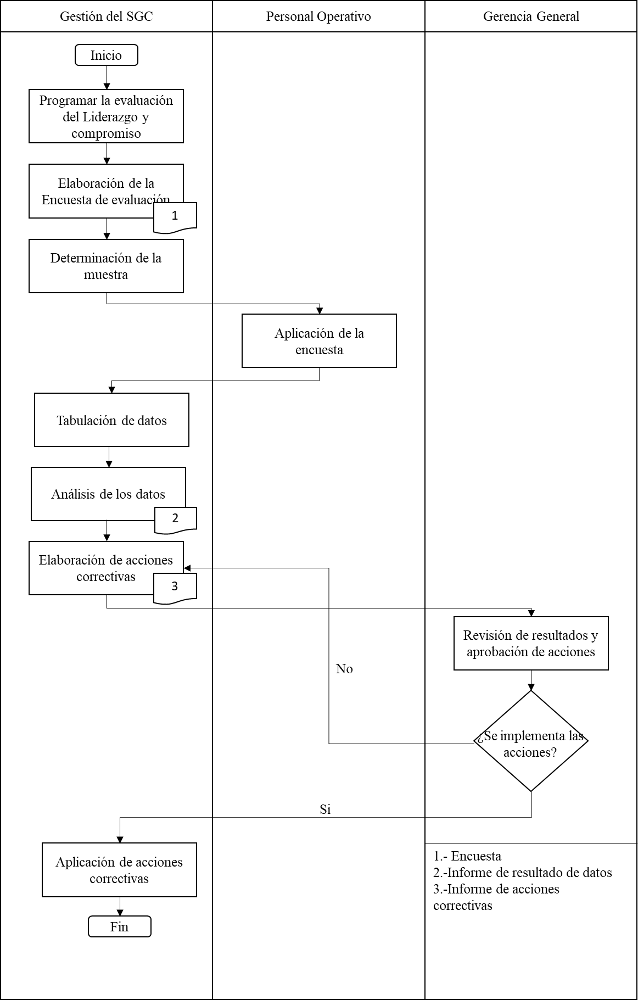 Gestión del SGC
Personal Operativo
Gerencia General
Inicio
Programar la evaluación
del Liderazgo y
compromiso
Elaboración de la
Encuesta de evaluación
1
Determinación de la
muestra
Aplicación de la
encuesta
Tabulación de datos
Análisis de los datos
2
Elaboración de acciones
correctivas
3
Revisión de resultados y
aprobación de acciones
No
¿Se implementa las
acciones?
Si
Aplicación de acciones
correctivas
Fin
1.- Encuesta
2.-Informe de resultado de datos
3.-Informe de acciones
correctivas